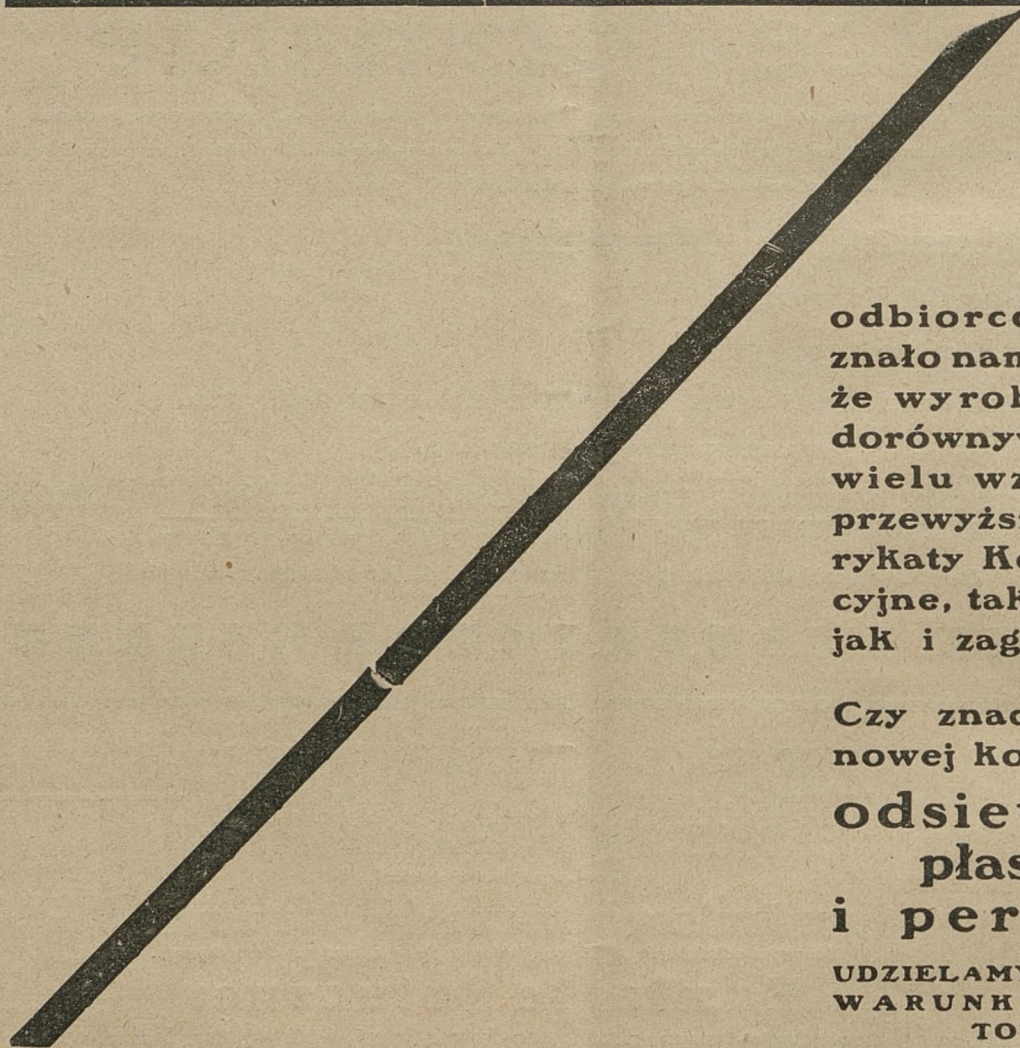 odbiorc
znało nam
że wyrob
dorównyw
wielu wz
przewyżs
rykaty K
cyjne, tak
jak i zag
Czy znac
nowej ko
odsie
płas
i per
UDZIELAMY
WARUNK
TO